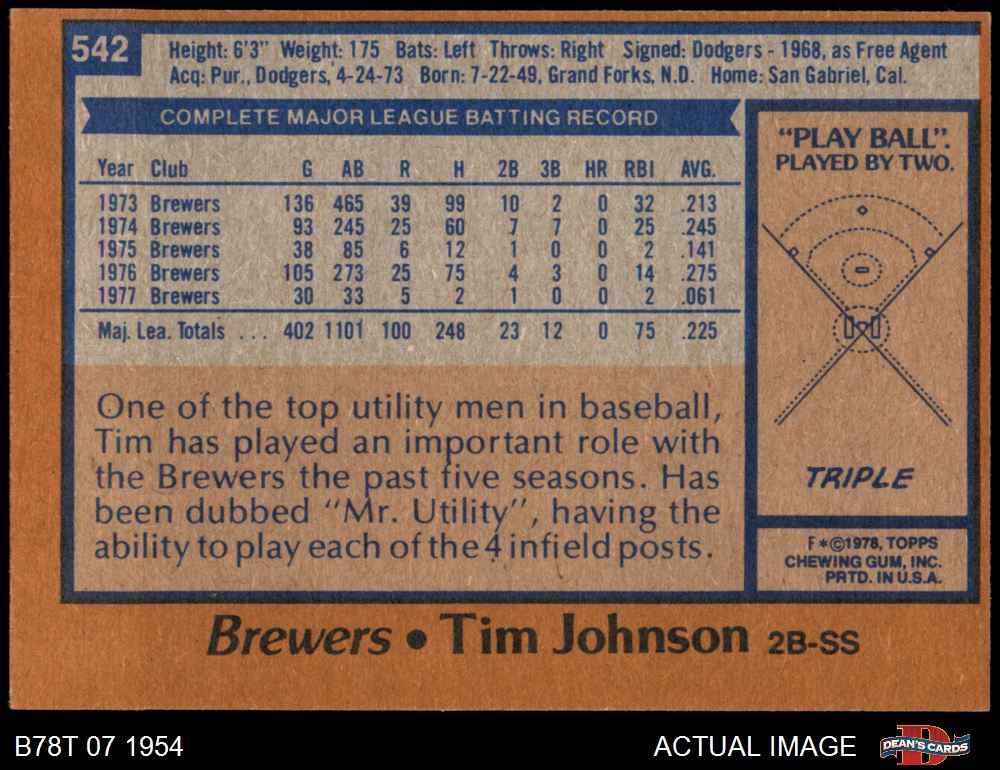 542
Height: 6'3" Weight: 175 Bats: Left Throws: Right Signed: Dodgers - 1968, as Free Agent
Acq: Pur., Dodgers, 4-24-73 Born: 7-22-49, Grand Forks, N.D. Home: San Gabriel, Cal.
COMPLETE MAJOR LEAGUE BATTING RECORD
Year Club G AB R H 2B 3B HR RBI AVG.
1973 Brewers 136 465 39 99 10 2 0 32 .213
1974 Brewers 93 245 25 60 7 7 0 25 .245
1975 Brewers 38 85 6 12 1 0 0 2 .141
1976 Brewers 105 273 25 75 4 3 0 14 .275
1977 Brewers 30 33 5 2 1 0 0 2 .061
Maj. Lea. Totals ... 402 1101 100 248 23 12 0 75 .225
One of the top utility men in baseball,
Tim has played an important role with
the Brewers the past five seasons. Has
been dubbed "Mr. Utility", having the
ability to play each of the 4 infield posts.
"PLAY BALL".
PLAYED BY TWO.
TRIPLE
F*©1978, TOPPS
CHEWING GUM, INC.
PRTD. IN U.S.A.
Brewers • Tim Johnson 2B-SS
B78T 07 1954
ACTUAL IMAGE
DEAN'S CARDS